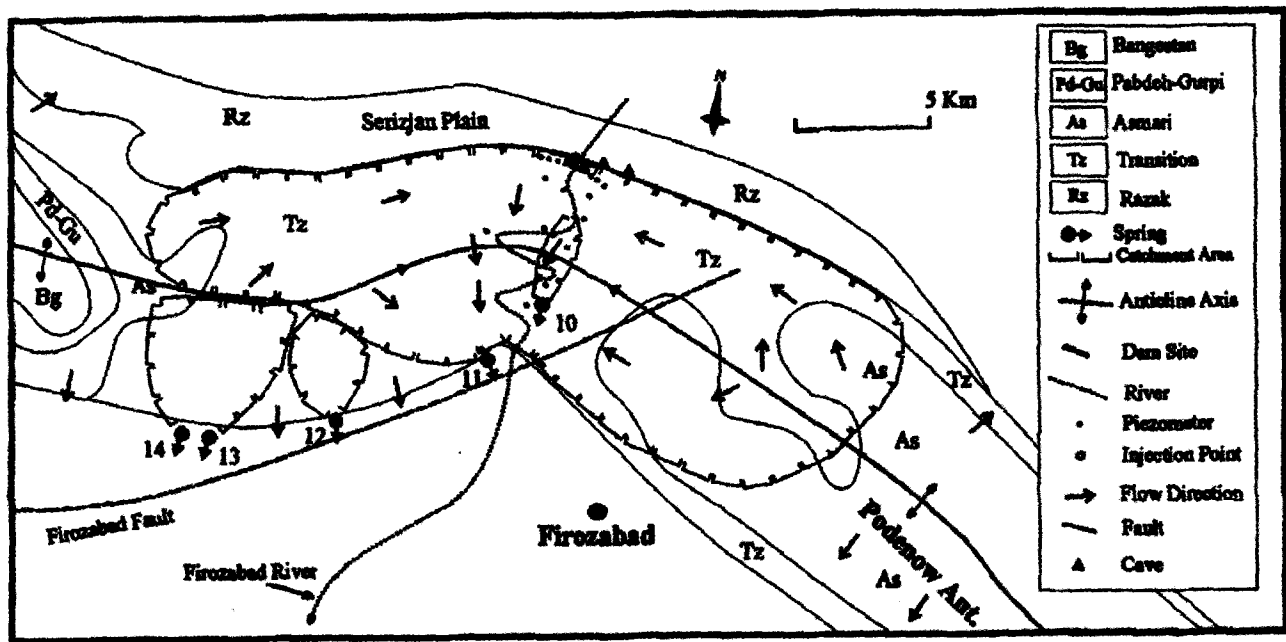 Rz
Serizjan Plain
N
5 Km
Rz
Pd-Gu
Tz
Tz
Bg
As
10
11
12
13
14
As
Tz
As
Firozabad Fault
Firozabad
Firozabad River
Tz
As
Podenow Ant.
Bg Bangestan
Pd-Gu Pabdeh-Gurpi
As Asmari
Tz Transition
Rz Razak
Spring
Catchment Area
Anticline Axis
Dam Site
River
Piezometer
Injection Point
Flow Direction
Fault
Cave